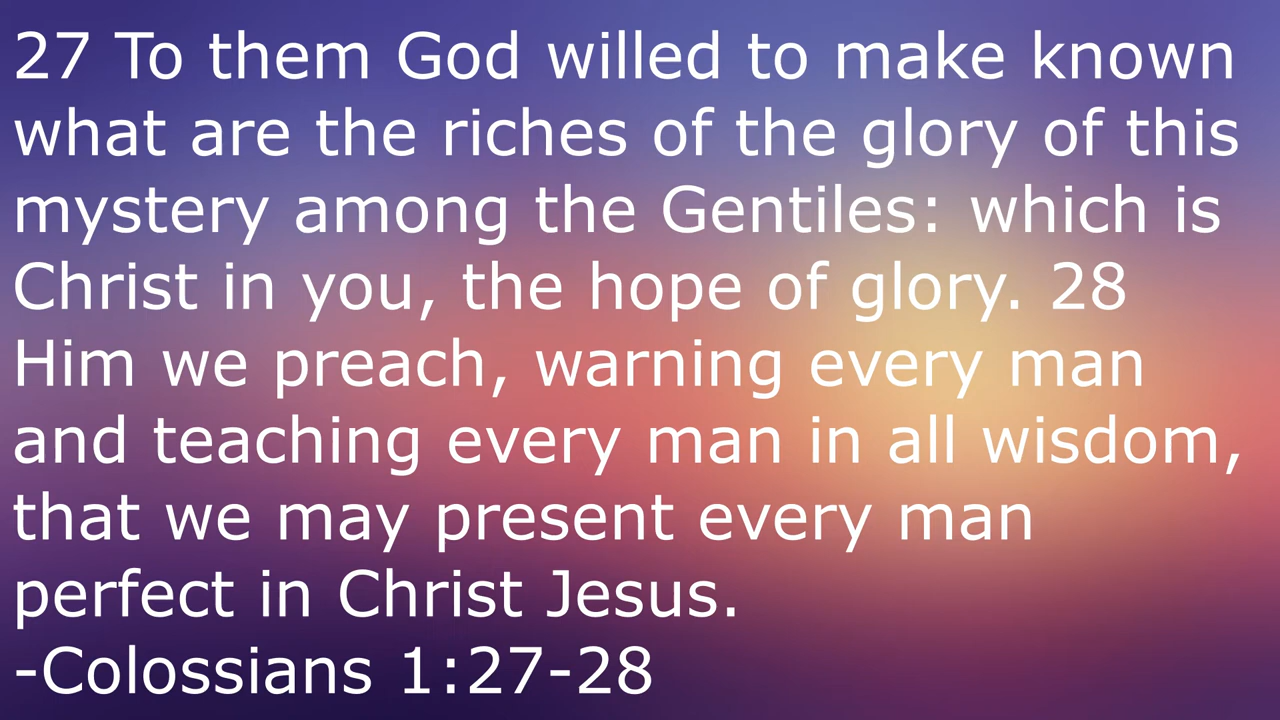 27 To them God willed to make known
what are the riches of the glory of this
mystery among the Gentiles: which is
Christ in you, the hope of glory. 28
Him we preach, warning every man
and teaching every man in all wisdom,
that we may present every man
perfect in Christ Jesus.
-Colossians 1:27-28